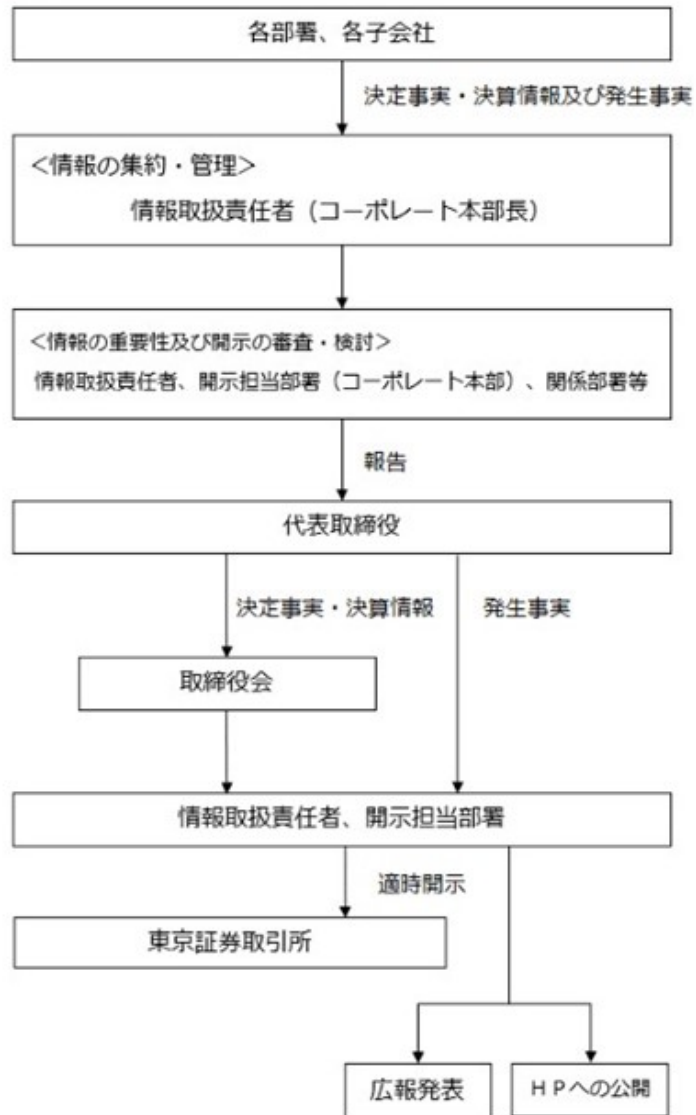 各部署、各子会社
決定事実・決算情報及び発生事実
＜情報の集約・管理＞
情報取扱責任者（コーポレート本部長）
＜情報の重要性及び開示の審査・検討＞
情報取扱責任者、開示担当部署（コーポレート本部）、関係部署等
報告
代表取締役
決定事実・決算情報
発生事実
取締役会
情報取扱責任者、開示担当部署
適時開示
東京証券取引所
広報発表
ＨＰへの公開